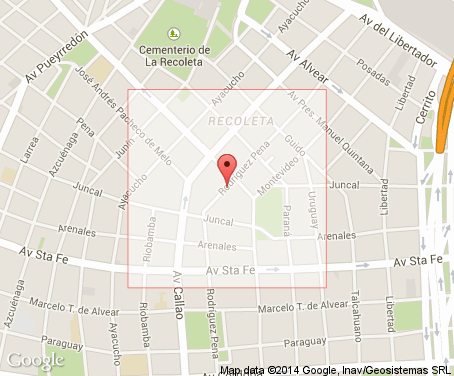 Av Pueyrredón
Cementerio de
La Recoleta
Ayacucho
Av del Libertador
Av Alvear
Posadas
Libertad
Cerrito
José Andrés Pacheco de Melo
Ayacucho
Av Pres. Manuel Quintana
Larrea
Azcuénaga
Pena
Junín
RECOLETA
Guido
Rodríguez Pena
Montevideo
Juncal
Juncal
Ayacucho
Riobamba
Juncal
Paraná
Uruguay
Libertad
Arenales
Arenales
Arenales
Av Sta Fe
Av Sta Fe
Av Sta Fe
Azcuénaga
Riobamba
Av Callao
Rodríguez Pena
Marcelo T. de Alvear
Marcelo T. de Alvear
Ayacucho
Talcahuano
Libertad
Paraguay
Paraguay
Google
Map data ©2014 Google, Inav/Geosistemas SRL